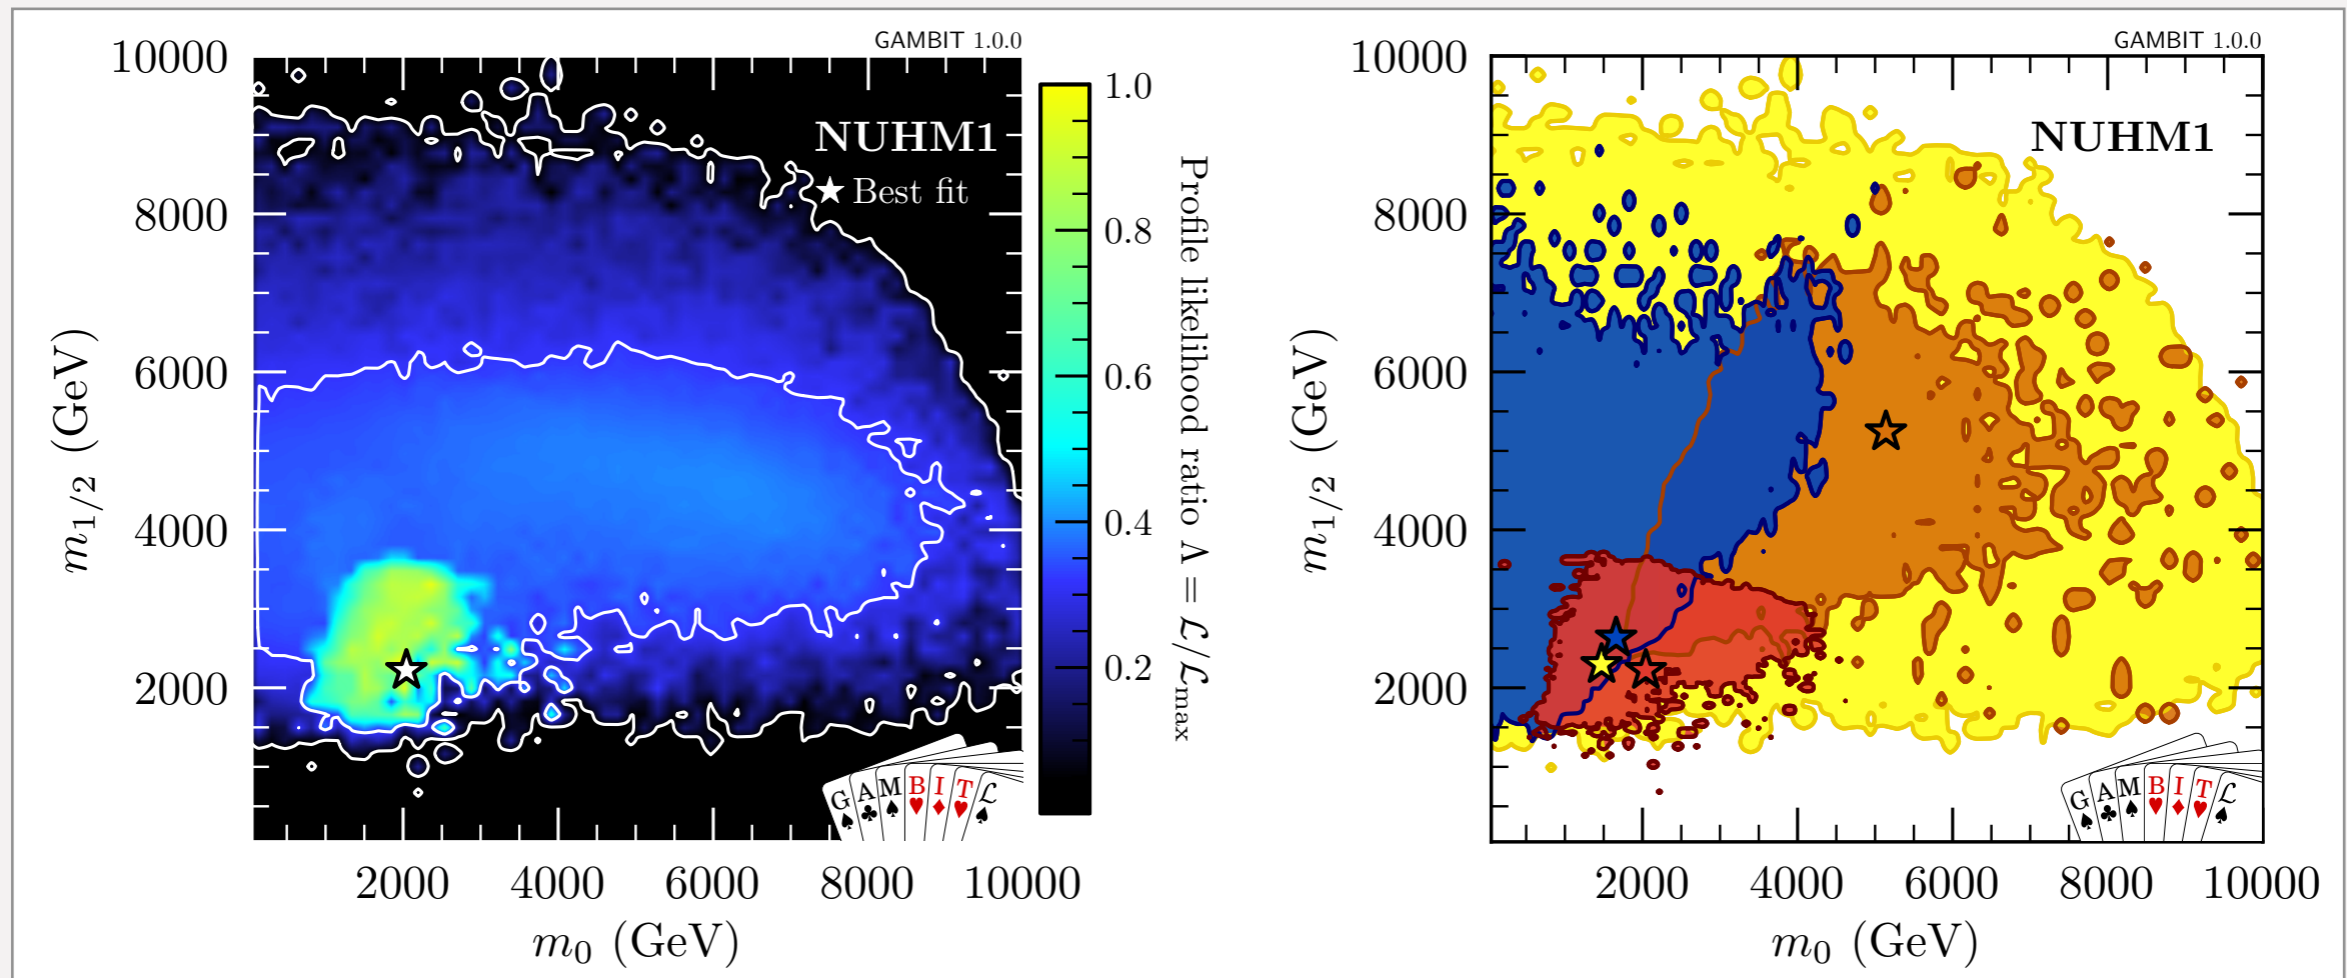 GAMBIT 1.0.0
10000
8000
6000
4000
2000
m₁/₂ (GeV)
NUHM1
Best fit
G A M B I T L
2000 4000 6000 8000 10000
m₀ (GeV)
1.0
0.8
0.6
0.4
0.2
Profile likelihood ratio Λ = ℒ/ℒmax
GAMBIT 1.0.0
10000
8000
6000
4000
2000
m₁/₂ (GeV)
NUHM1
G A M B I T L
2000 4000 6000 8000 10000
m₀ (GeV)